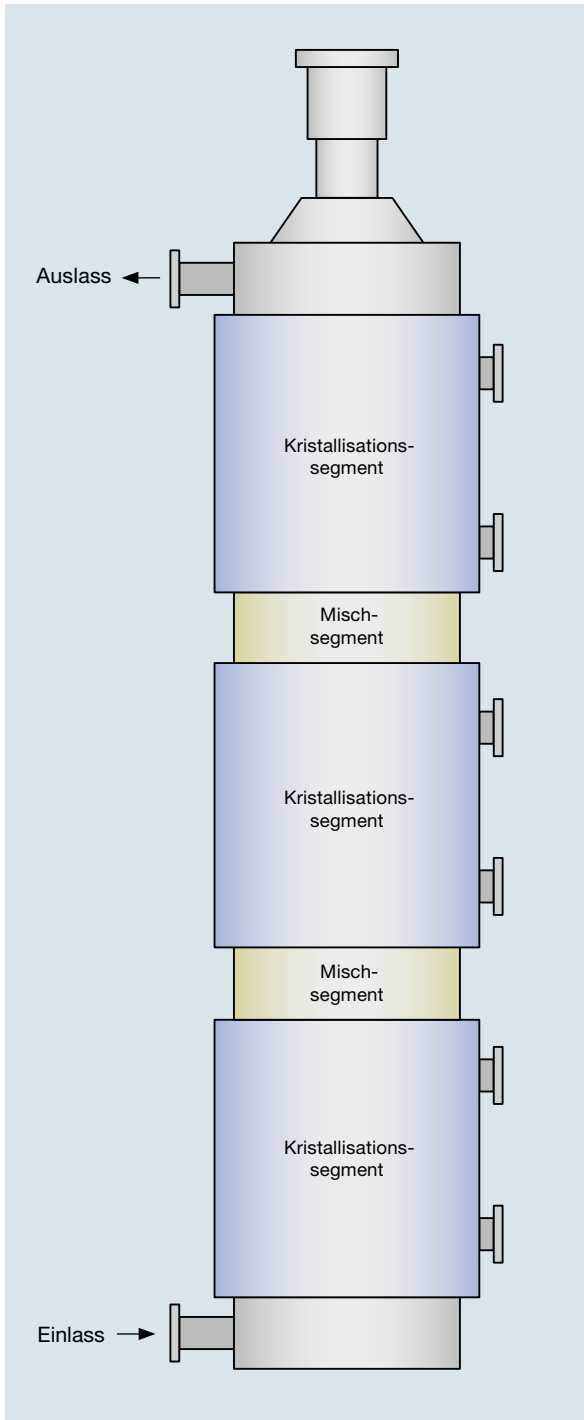 Auslass
Kristallisations-
segment
Misch-
segment
Kristallisations-
segment
Misch-
segment
Kristallisations-
segment
Einlass